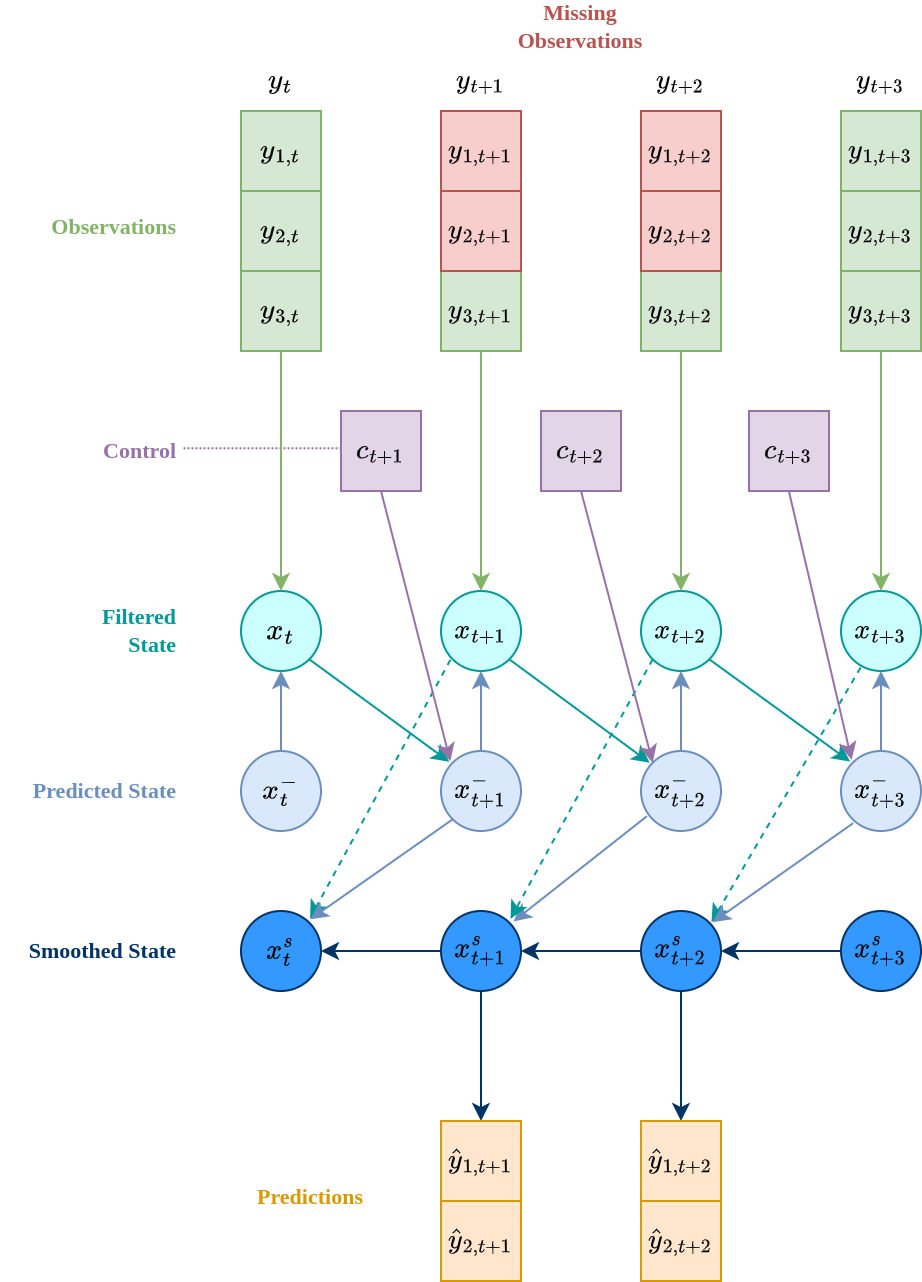 Missing
Observations
y_t y_{t+1} y_{t+2} y_{t+3}
y_{1,t} y_{1,t+1} y_{1,t+2} y_{1,t+3}
Observations y_{2,t} y_{2,t+1} y_{2,t+2} y_{2,t+3}
y_{3,t} y_{3,t+1} y_{3,t+2} y_{3,t+3}
Control c_{t+1} c_{t+2} c_{t+3}
Filtered
State
x_t x_{t+1} x_{t+2} x_{t+3}
Predicted State x_t^- x_{t+1}^- x_{t+2}^- x_{t+3}^-
Smoothed State x_t^s x_{t+1}^s x_{t+2}^s x_{t+3}^s
ŷ_{1,t+1} ŷ_{1,t+2}
Predictions
ŷ_{2,t+1} ŷ_{2,t+2}